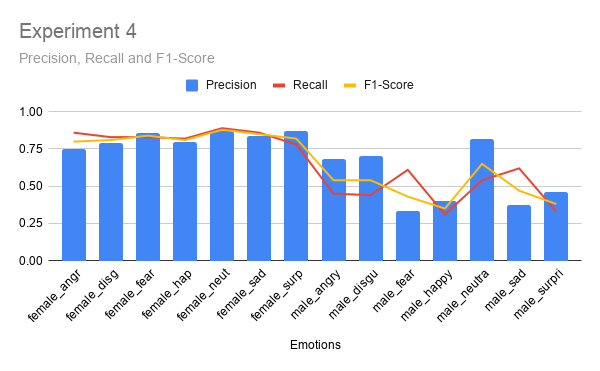 Experiment 4
Precision, Recall and F1-Score
Precision Recall F1-Score
1.00
0.75
0.50
0.25
0.00
female_angr
female_disg
female_fear
female_hap
female_neut
female_sad
female_surp
male_angry
male_disgu
male_fear
male_happy
male_neutra
male_sad
male_surpri
Emotions